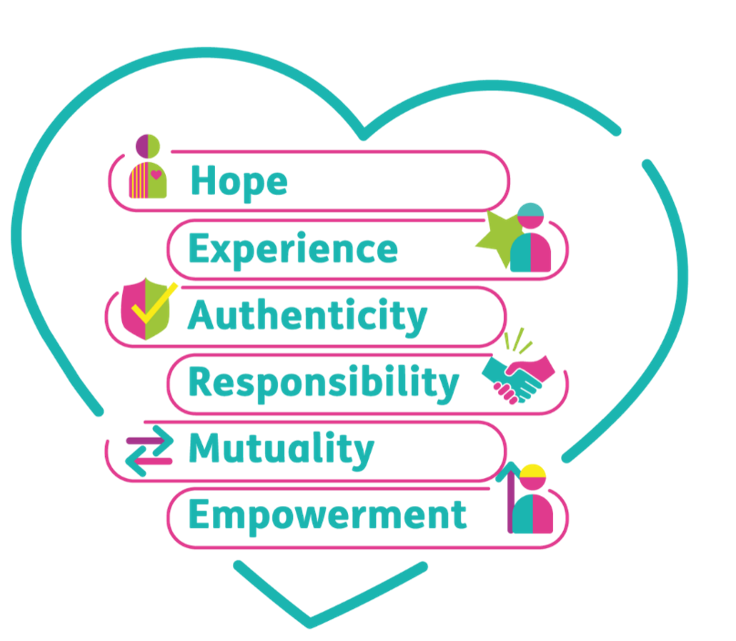 Hope
Experience
Authenticity
Responsibility
Mutuality
Empowerment